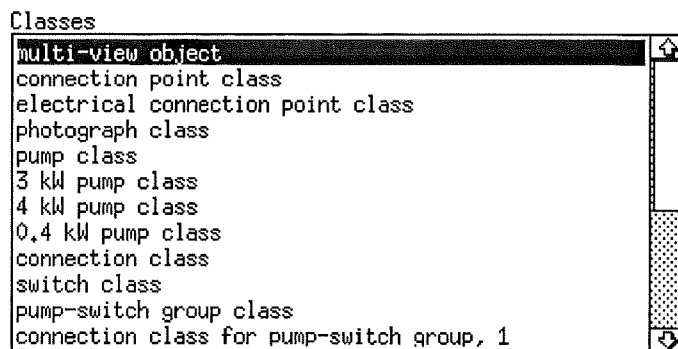 Classes
multi-view object
connection point class
electrical connection point class
photograph class
pump class
3 kW pump class
4 kW pump class
0.4 kW pump class
connection class
switch class
pump-switch group class
connection class for pump-switch group, 1